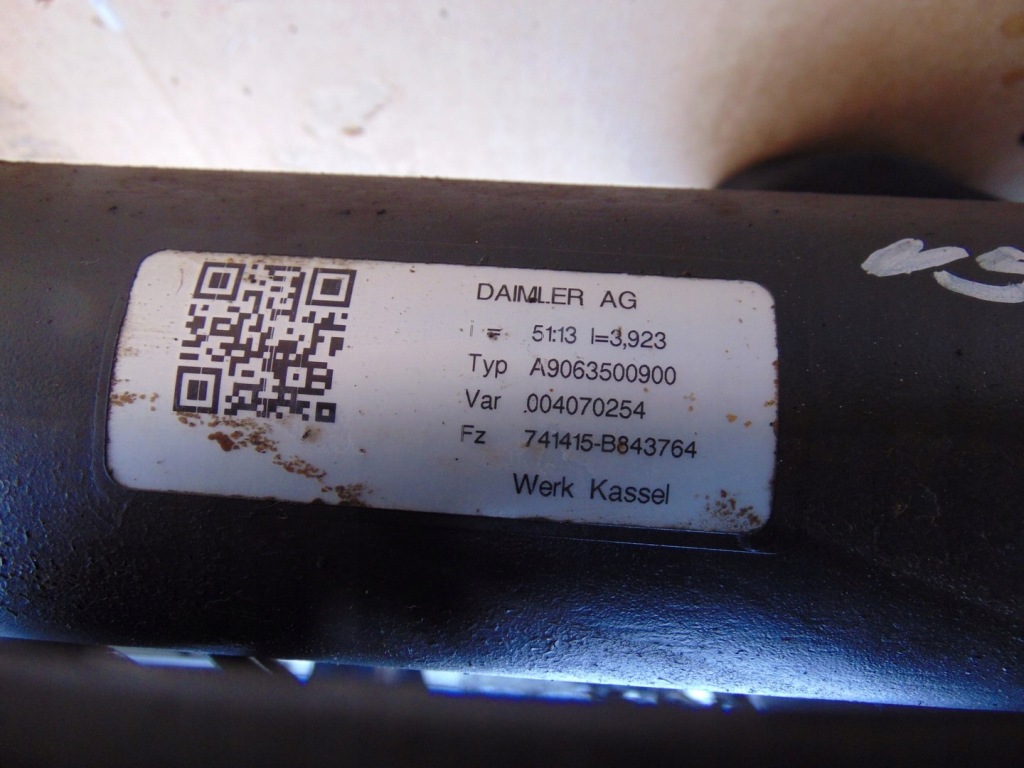 DAIMLER AG
i = 51:13 I=3,923
Typ A9063500900
Var 004070254
Fz 741415-B843764
Werk Kassel